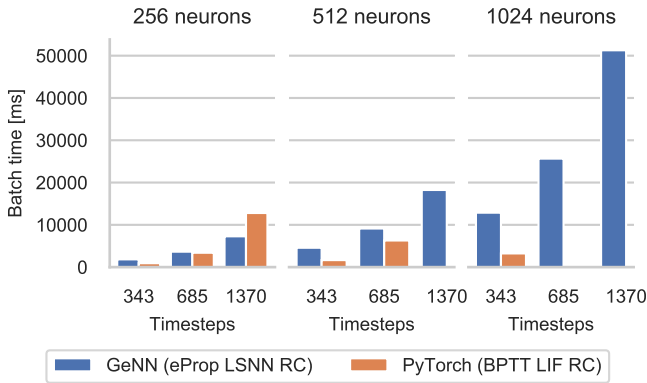 256 neurons 512 neurons 1024 neurons
Batch time [ms]
50000
40000
30000
20000
10000
0
343 685 1370 343 685 1370 343 685 1370
Timesteps Timesteps Timesteps
GeNN (eProp LSNN RC) PyTorch (BPTT LIF RC)